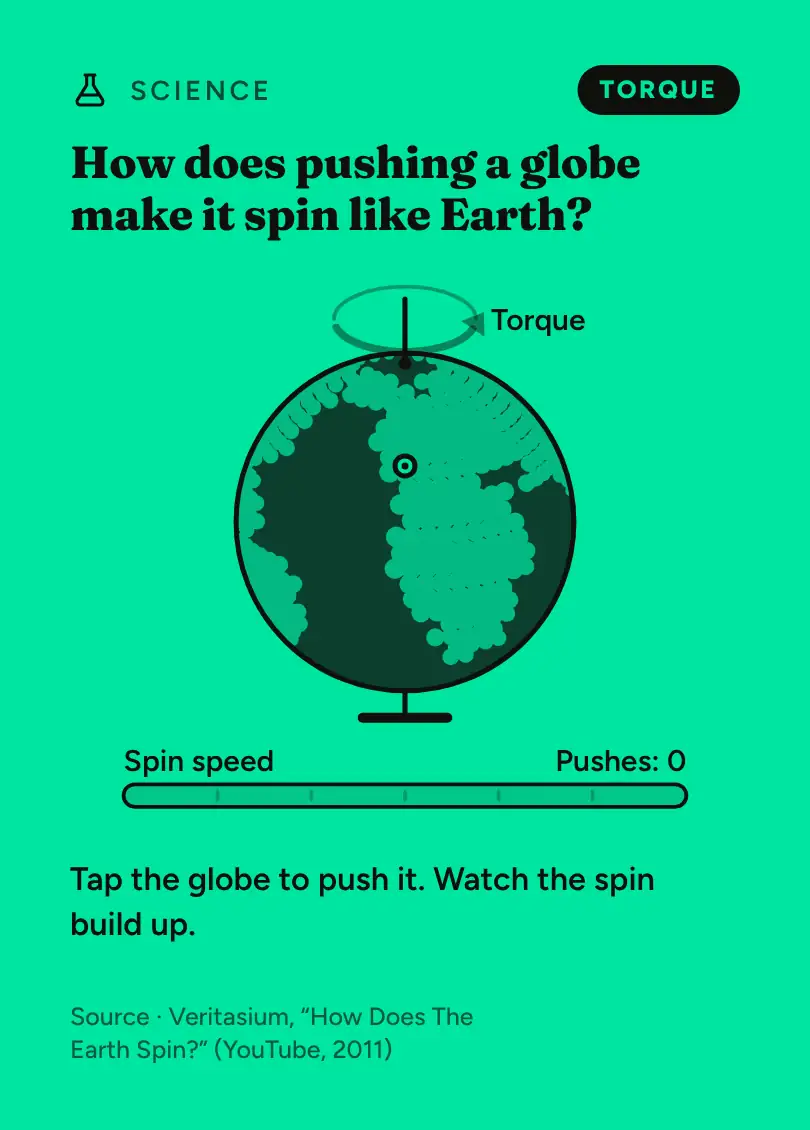 SCIENCE
TORQUE
How does pushing a globe
make it spin like Earth?
Torque
Spin speed
Pushes: 0
Tap the globe to push it. Watch the spin
build up.
Source · Veritasium, “How Does The
Earth Spin?” (YouTube, 2011)